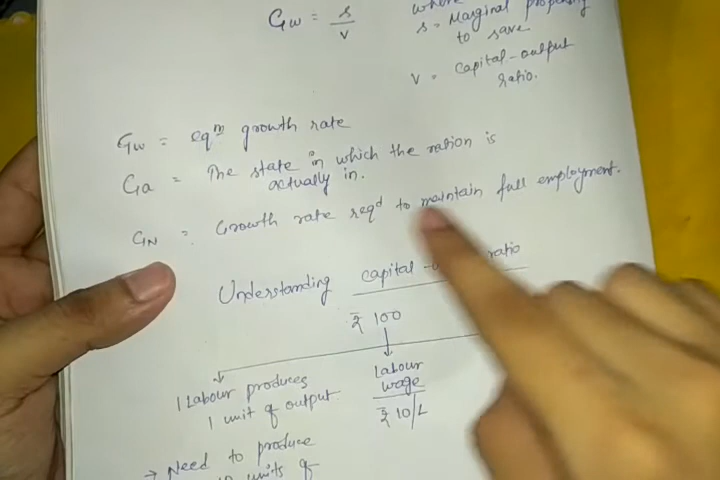 Gw = s/v
where
s = Marginal propensity
to save
v = capital-output
ratio.
Gw = eqm growth rate
Ga = The state in which the nation is
actually in.
GN = Growth rate reqd to maintain full employment.
Understanding capital - ratio
₹ 100
1 Labour produces
1 unit of output
Labour
wage
₹ 10/L
→ Need to produce
units of